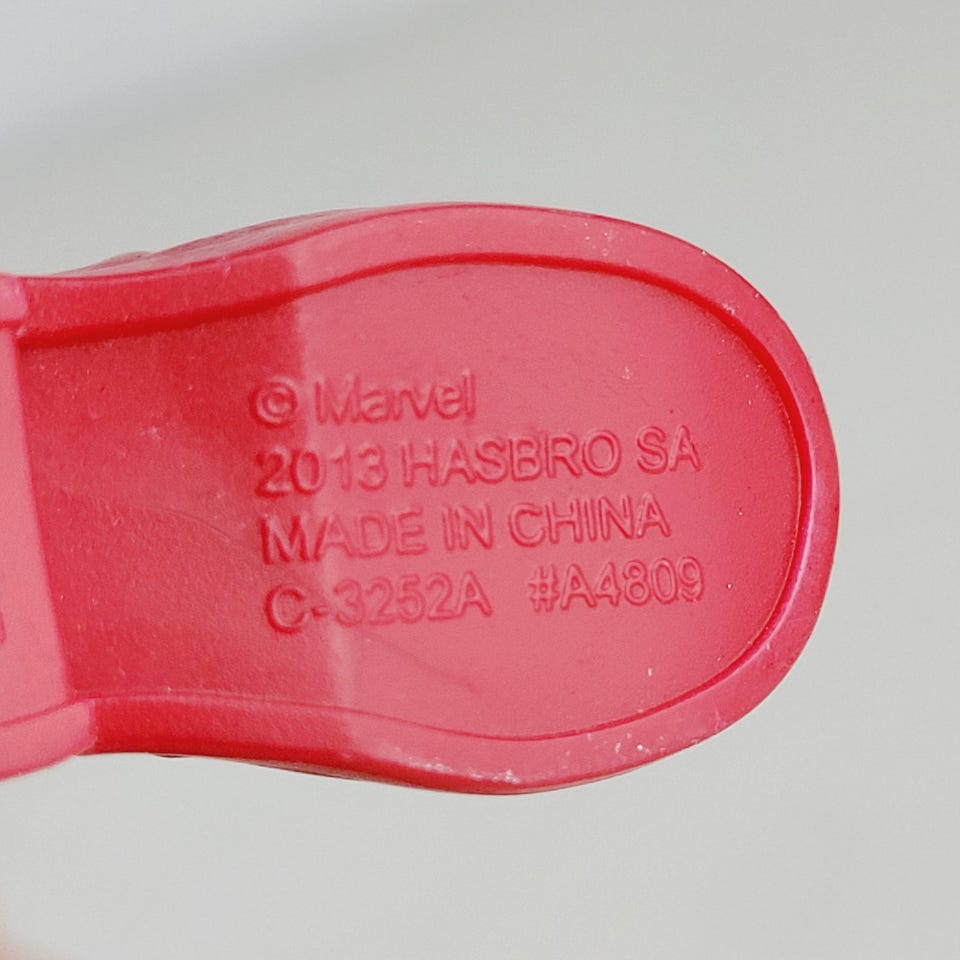 © Marvel
2013 HASBRO SA
MADE IN CHINA
C-3252A #A4809